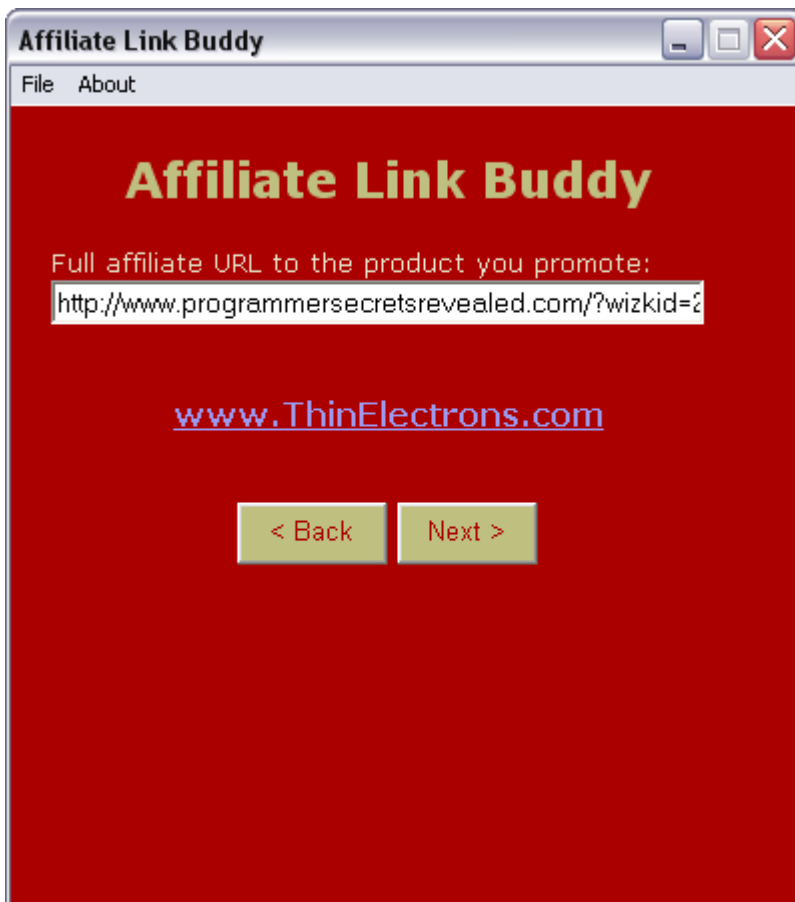 Affiliate Link Buddy
File About
Affiliate Link Buddy
Full affiliate URL to the product you promote:
http://www.programmersecretsrevealed.com/?wizkid=2
www.ThinElectrons.com
< Back Next >